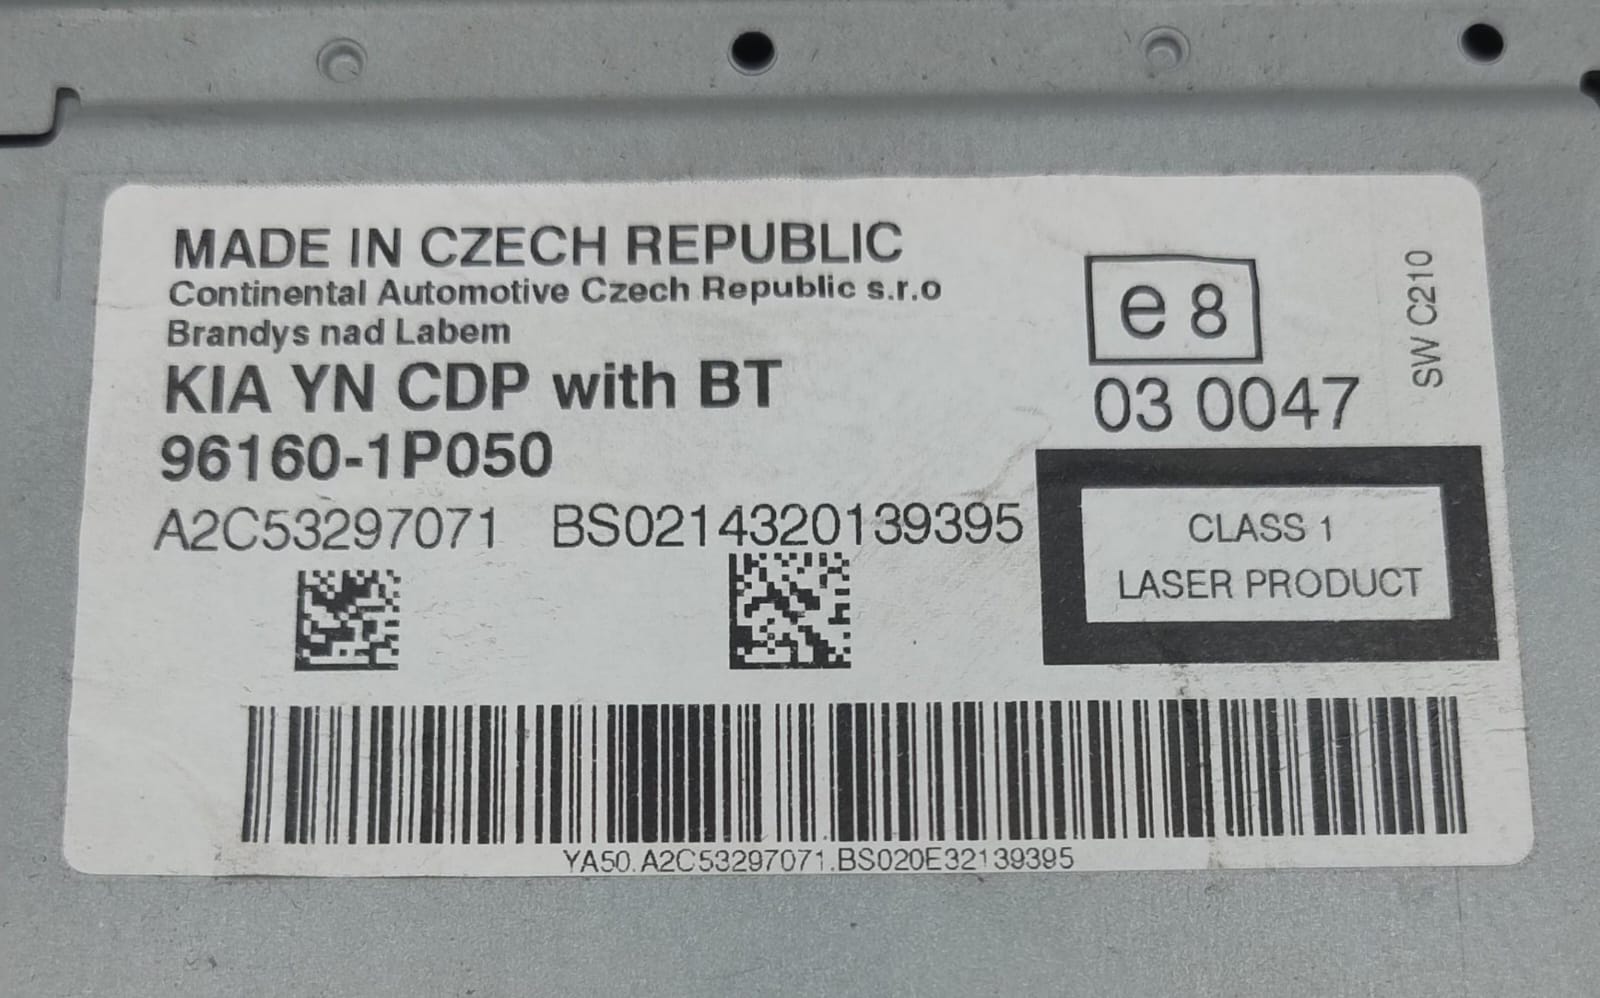 MADE IN CZECH REPUBLIC
Continental Automotive Czech Republic s.r.o
Brandys nad Labem
KIA YN CDP with BT
96160-1P050
A2C53297071 BS0214320139395
e8
03 0047
SW C210
CLASS 1
LASER PRODUCT
YA50.A2C53297071.BS020E32139395